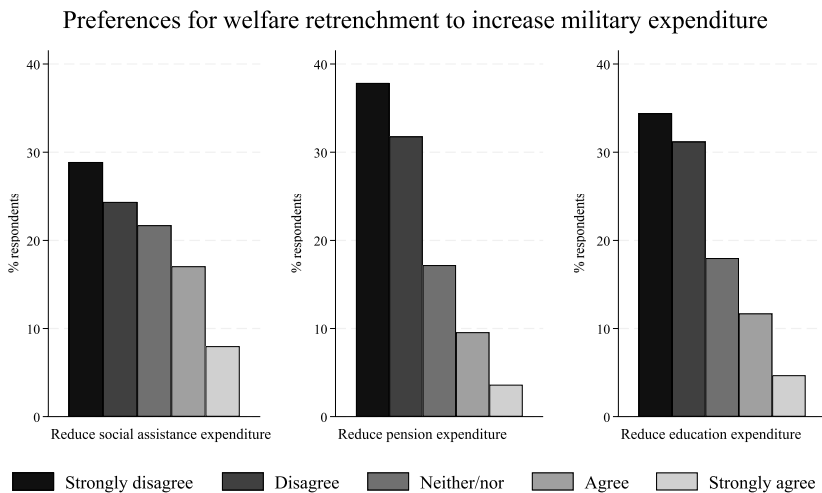 Preferences for welfare retrenchment to increase military expenditure
% respondents
40
30
20
10
0
Reduce social assistance expenditure
% respondents
40
30
20
10
0
Reduce pension expenditure
% respondents
40
30
20
10
0
Reduce education expenditure
Strongly disagree Disagree Neither/nor Agree Strongly agree